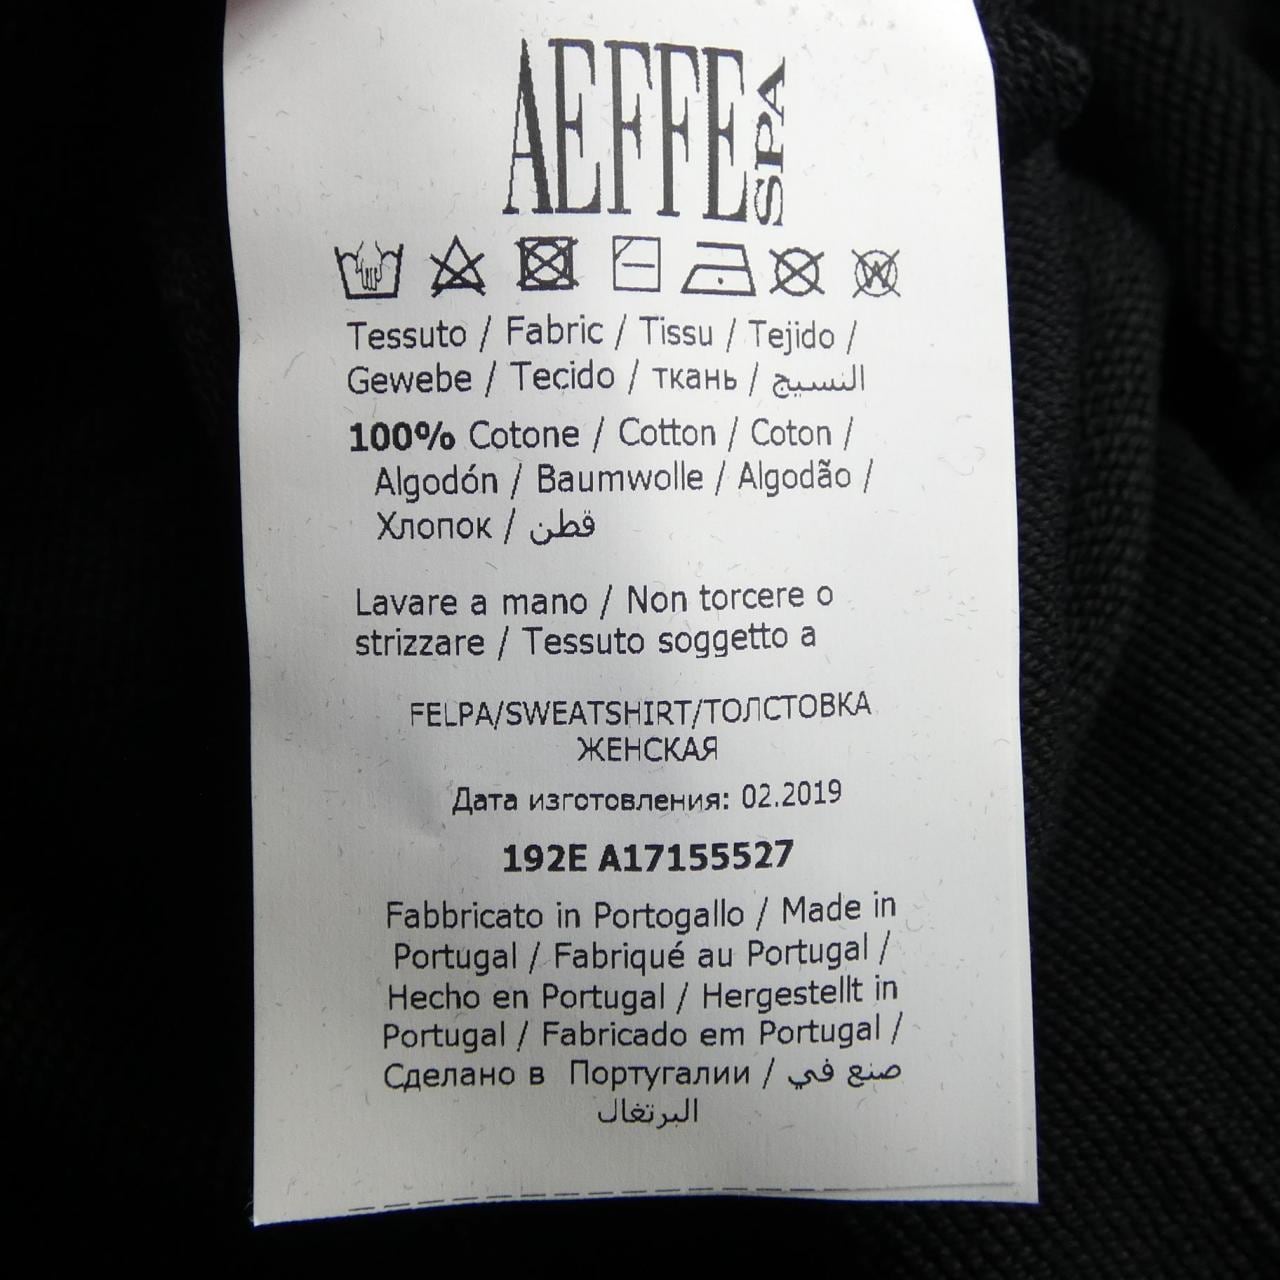 AEFFE SPA
W
Tessuto / Fabric / Tissu / Tejido /
Gewebe / Tecido / ткань / النسيج
100% Cotone / Cotton / Coton /
Algodón / Baumwolle / Algodão /
Хлопок / قطن
Lavare a mano / Non torcere o
strizzare / Tessuto soggetto a
FELPA/SWEATSHIRT/ТОЛСТОВКА
ЖЕНСКАЯ
Дата изготовления: 02.2019
192E A17155527
Fabbricato in Portogallo / Made in
Portugal / Fabriqué au Portugal /
Hecho en Portugal / Hergestellt in
Portugal / Fabricado em Portugal /
Сделано в Португалии / صنع في
البرتغال